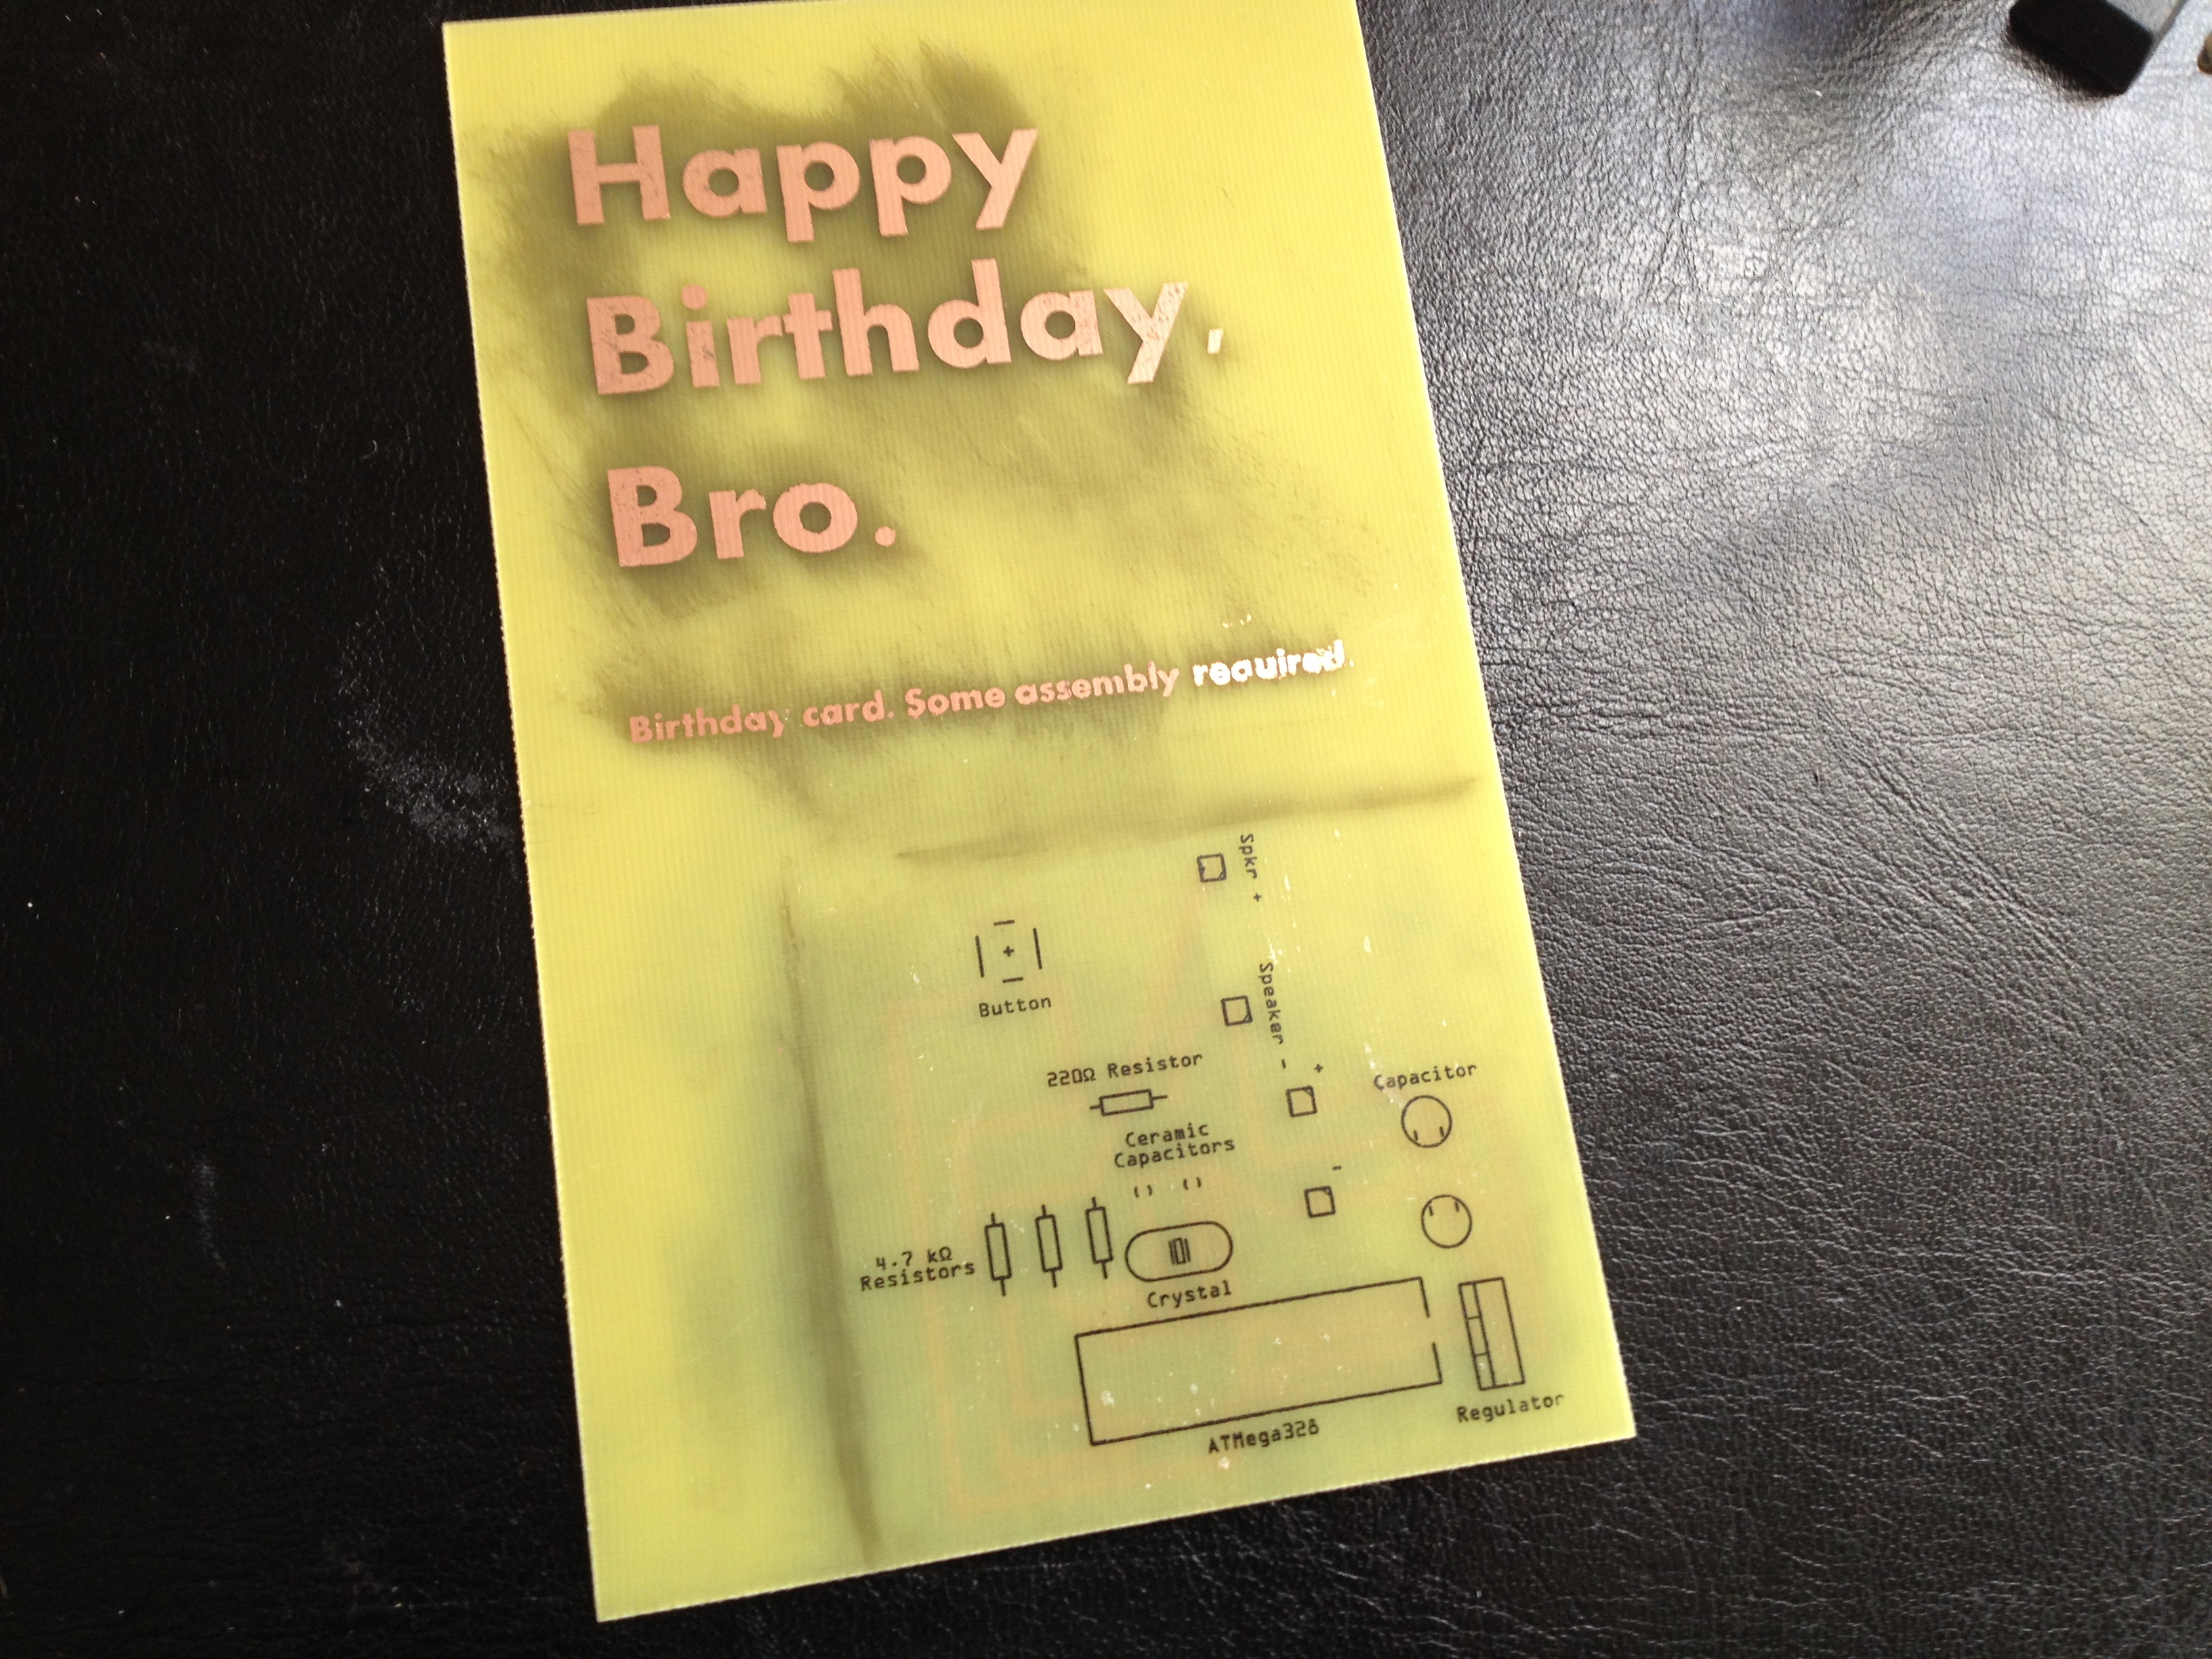 Happy
Birthday,
Bro.
Birthday card. Some assembly required.
Spkr +
Button
Speaker -
220Ω Resistor
+
Capacitor
Ceramic
Capacitors
-
4.7 kΩ
Resistors
Crystal
Regulator
ATMega328